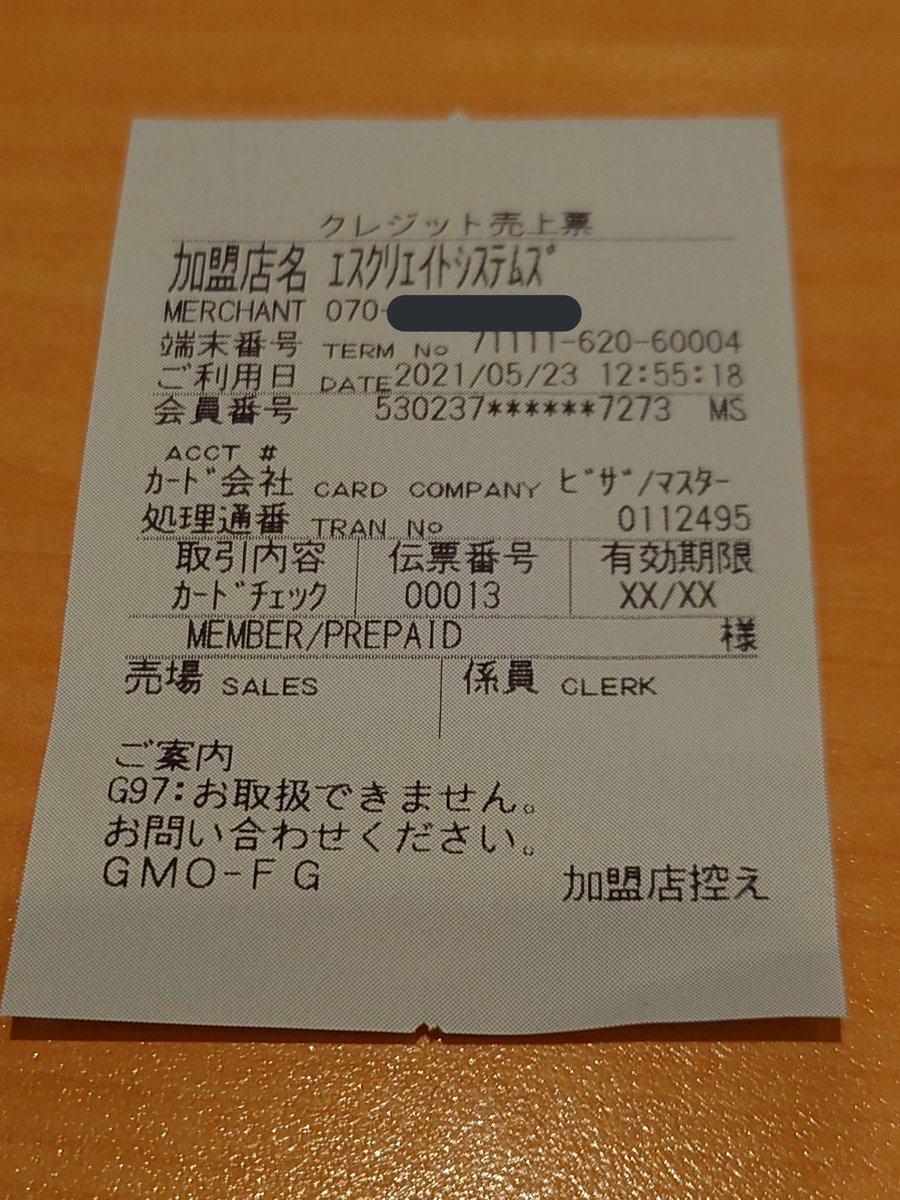 クレジット売上票
加盟店名 ｴｽｸﾘｴｲﾄｼｽﾃﾑｽﾞ
MERCHANT 070-
端末番号 TERM No 71111-620-60004
ご利用日 DATE 2021/05/23 12:55:18
会員番号 530237******7273 MS
ACCT #
ｶｰﾄﾞ会社 CARD COMPANY ﾋﾞｻﾞ/ﾏｽﾀｰ
処理通番 TRAN No 0112495
取引内容 伝票番号 有効期限
ｶｰﾄﾞﾁｪｯｸ 00013 XX/XX
MEMBER/PREPAID 様
売場 SALES 係員 CLERK
ご案内
G97:お取扱できません。
お問い合わせください。
GMO-FG 加盟店控え